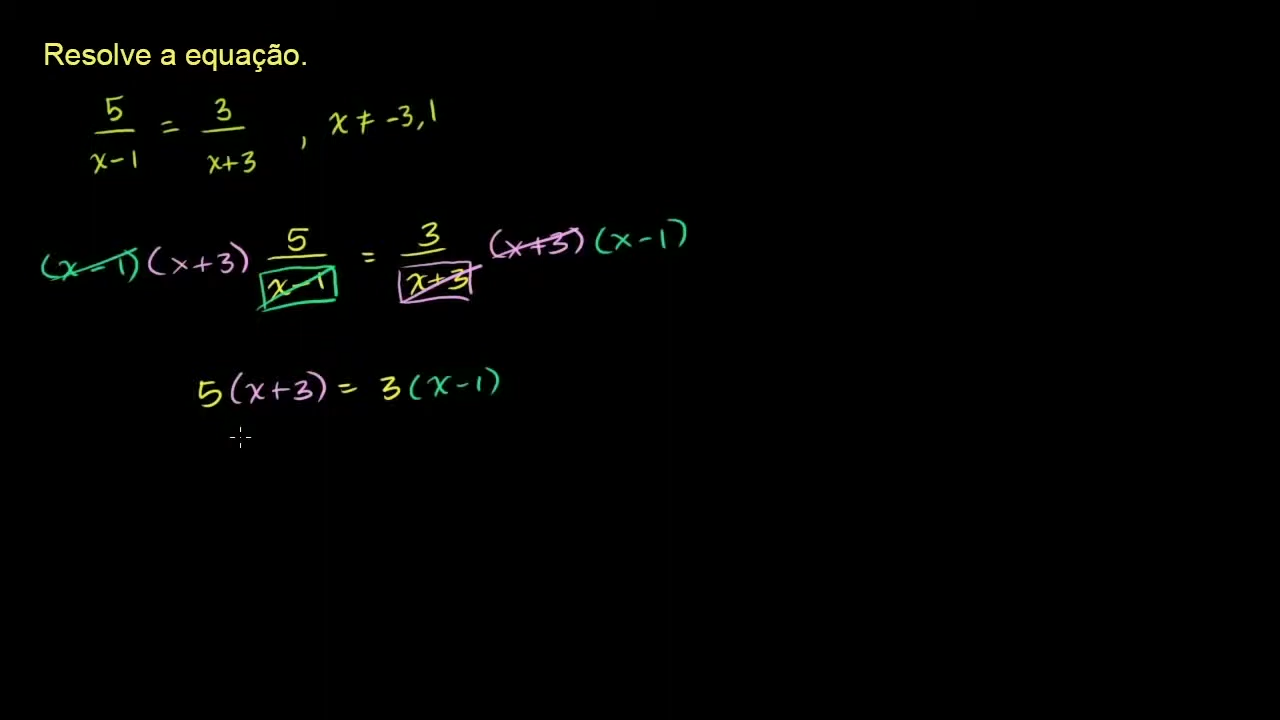 Resolve a equação.
5/(x-1) = 3/(x+3) , x ≠ -3,1
(x-1)(x+3) 5/(x-1) = 3/(x+3) (x+3)(x-1)
5(x+3) = 3(x-1)